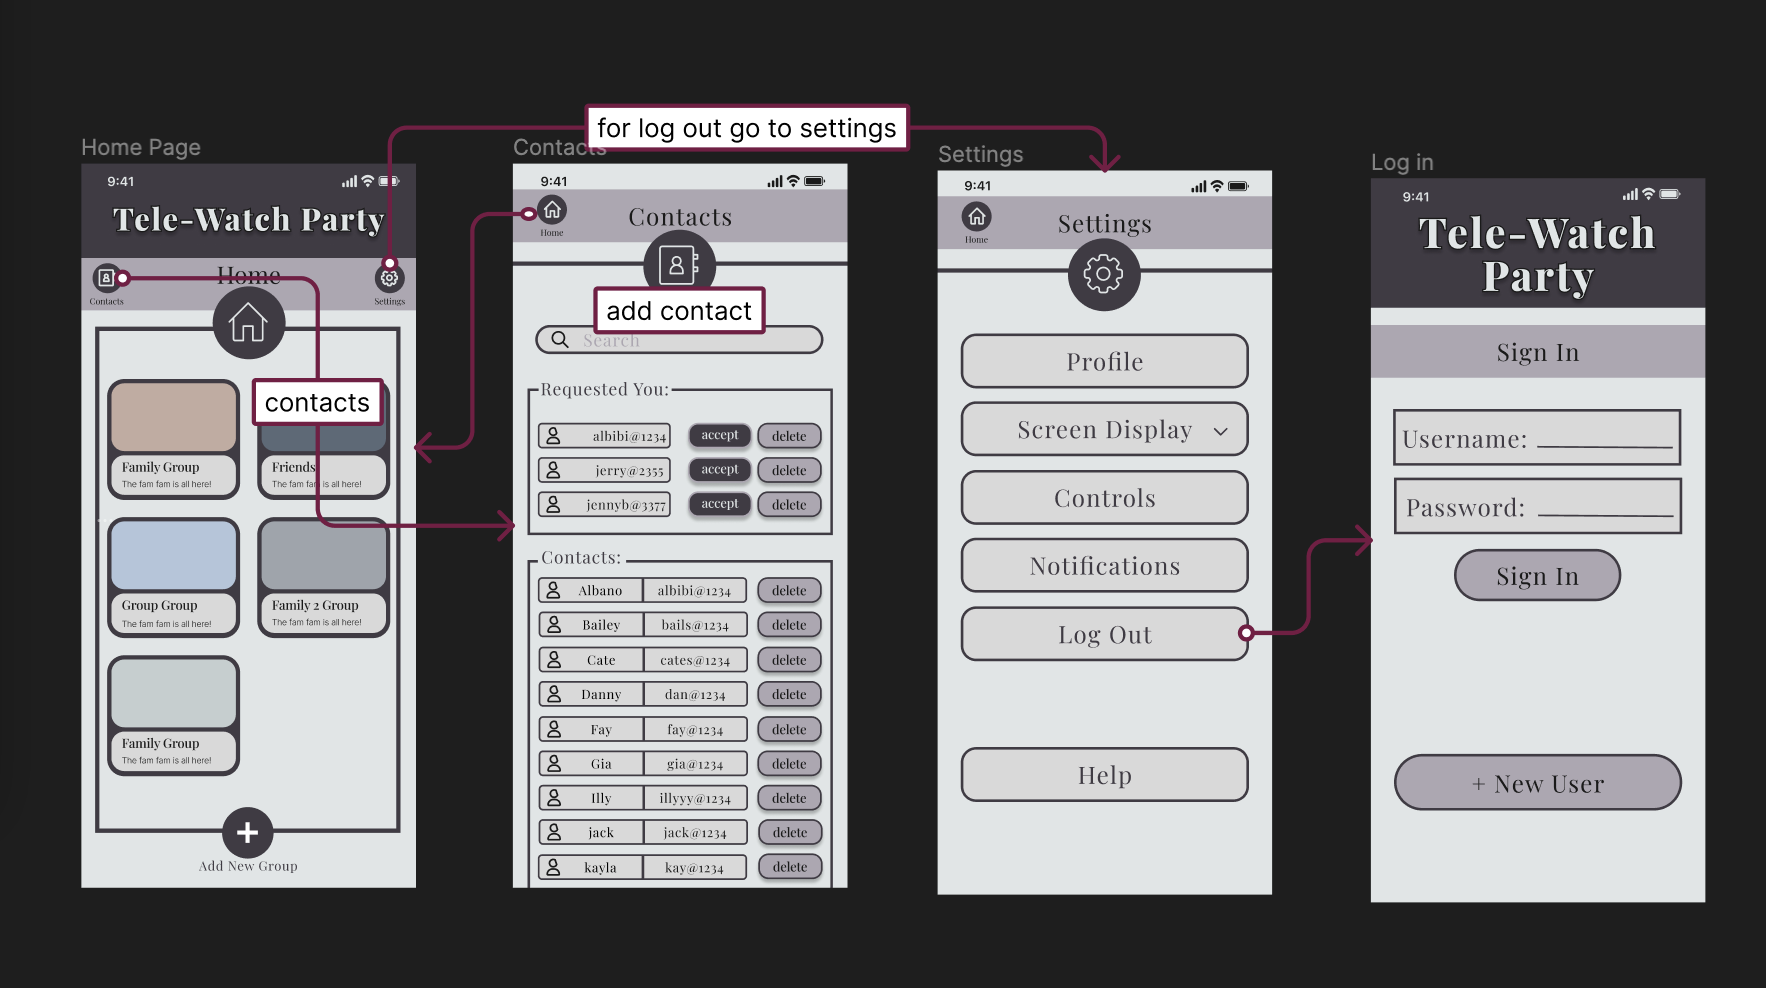 for log out go to settings
Home Page
9:41
Tele-Watch Party
Home
Contacts
Settings
contacts
Family Group
The fam fam is all here!
Friends
The fam fam is all here!
Group Group
The fam fam is all here!
Family 2 Group
The fam fam is all here!
Family Group
The fam fam is all here!
Add New Group
Contacts
9:41
Home
Contacts
add contact
Search
Requested You:
albibi@1234 accept delete
jerry@2355 accept delete
jennyb@3377 accept delete
Contacts:
Albano albibi@1234 delete
Bailey bails@1234 delete
Cate cates@1234 delete
Danny dan@1234 delete
Fay fay@1234 delete
Gia gia@1234 delete
Illy illyyy@1234 delete
jack jack@1234 delete
kayla kay@1234 delete
Settings
9:41
Home
Settings
Profile
Screen Display
Controls
Notifications
Log Out
Help
Log in
9:41
Tele-Watch
Party
Sign In
Username:
Password:
Sign In
+ New User